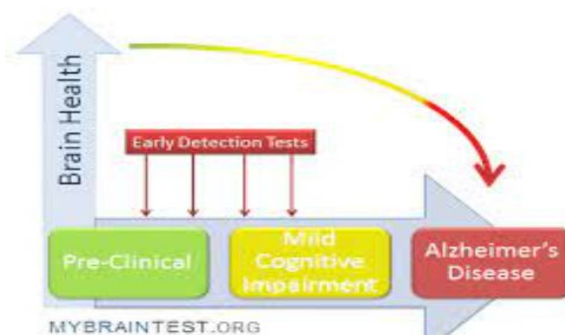 Brain Health
Early Detection Tests
Pre-Clinical
Mild
Cognitive
Impairment
Alzheimer's
Disease
MYBRAINTEST.ORG